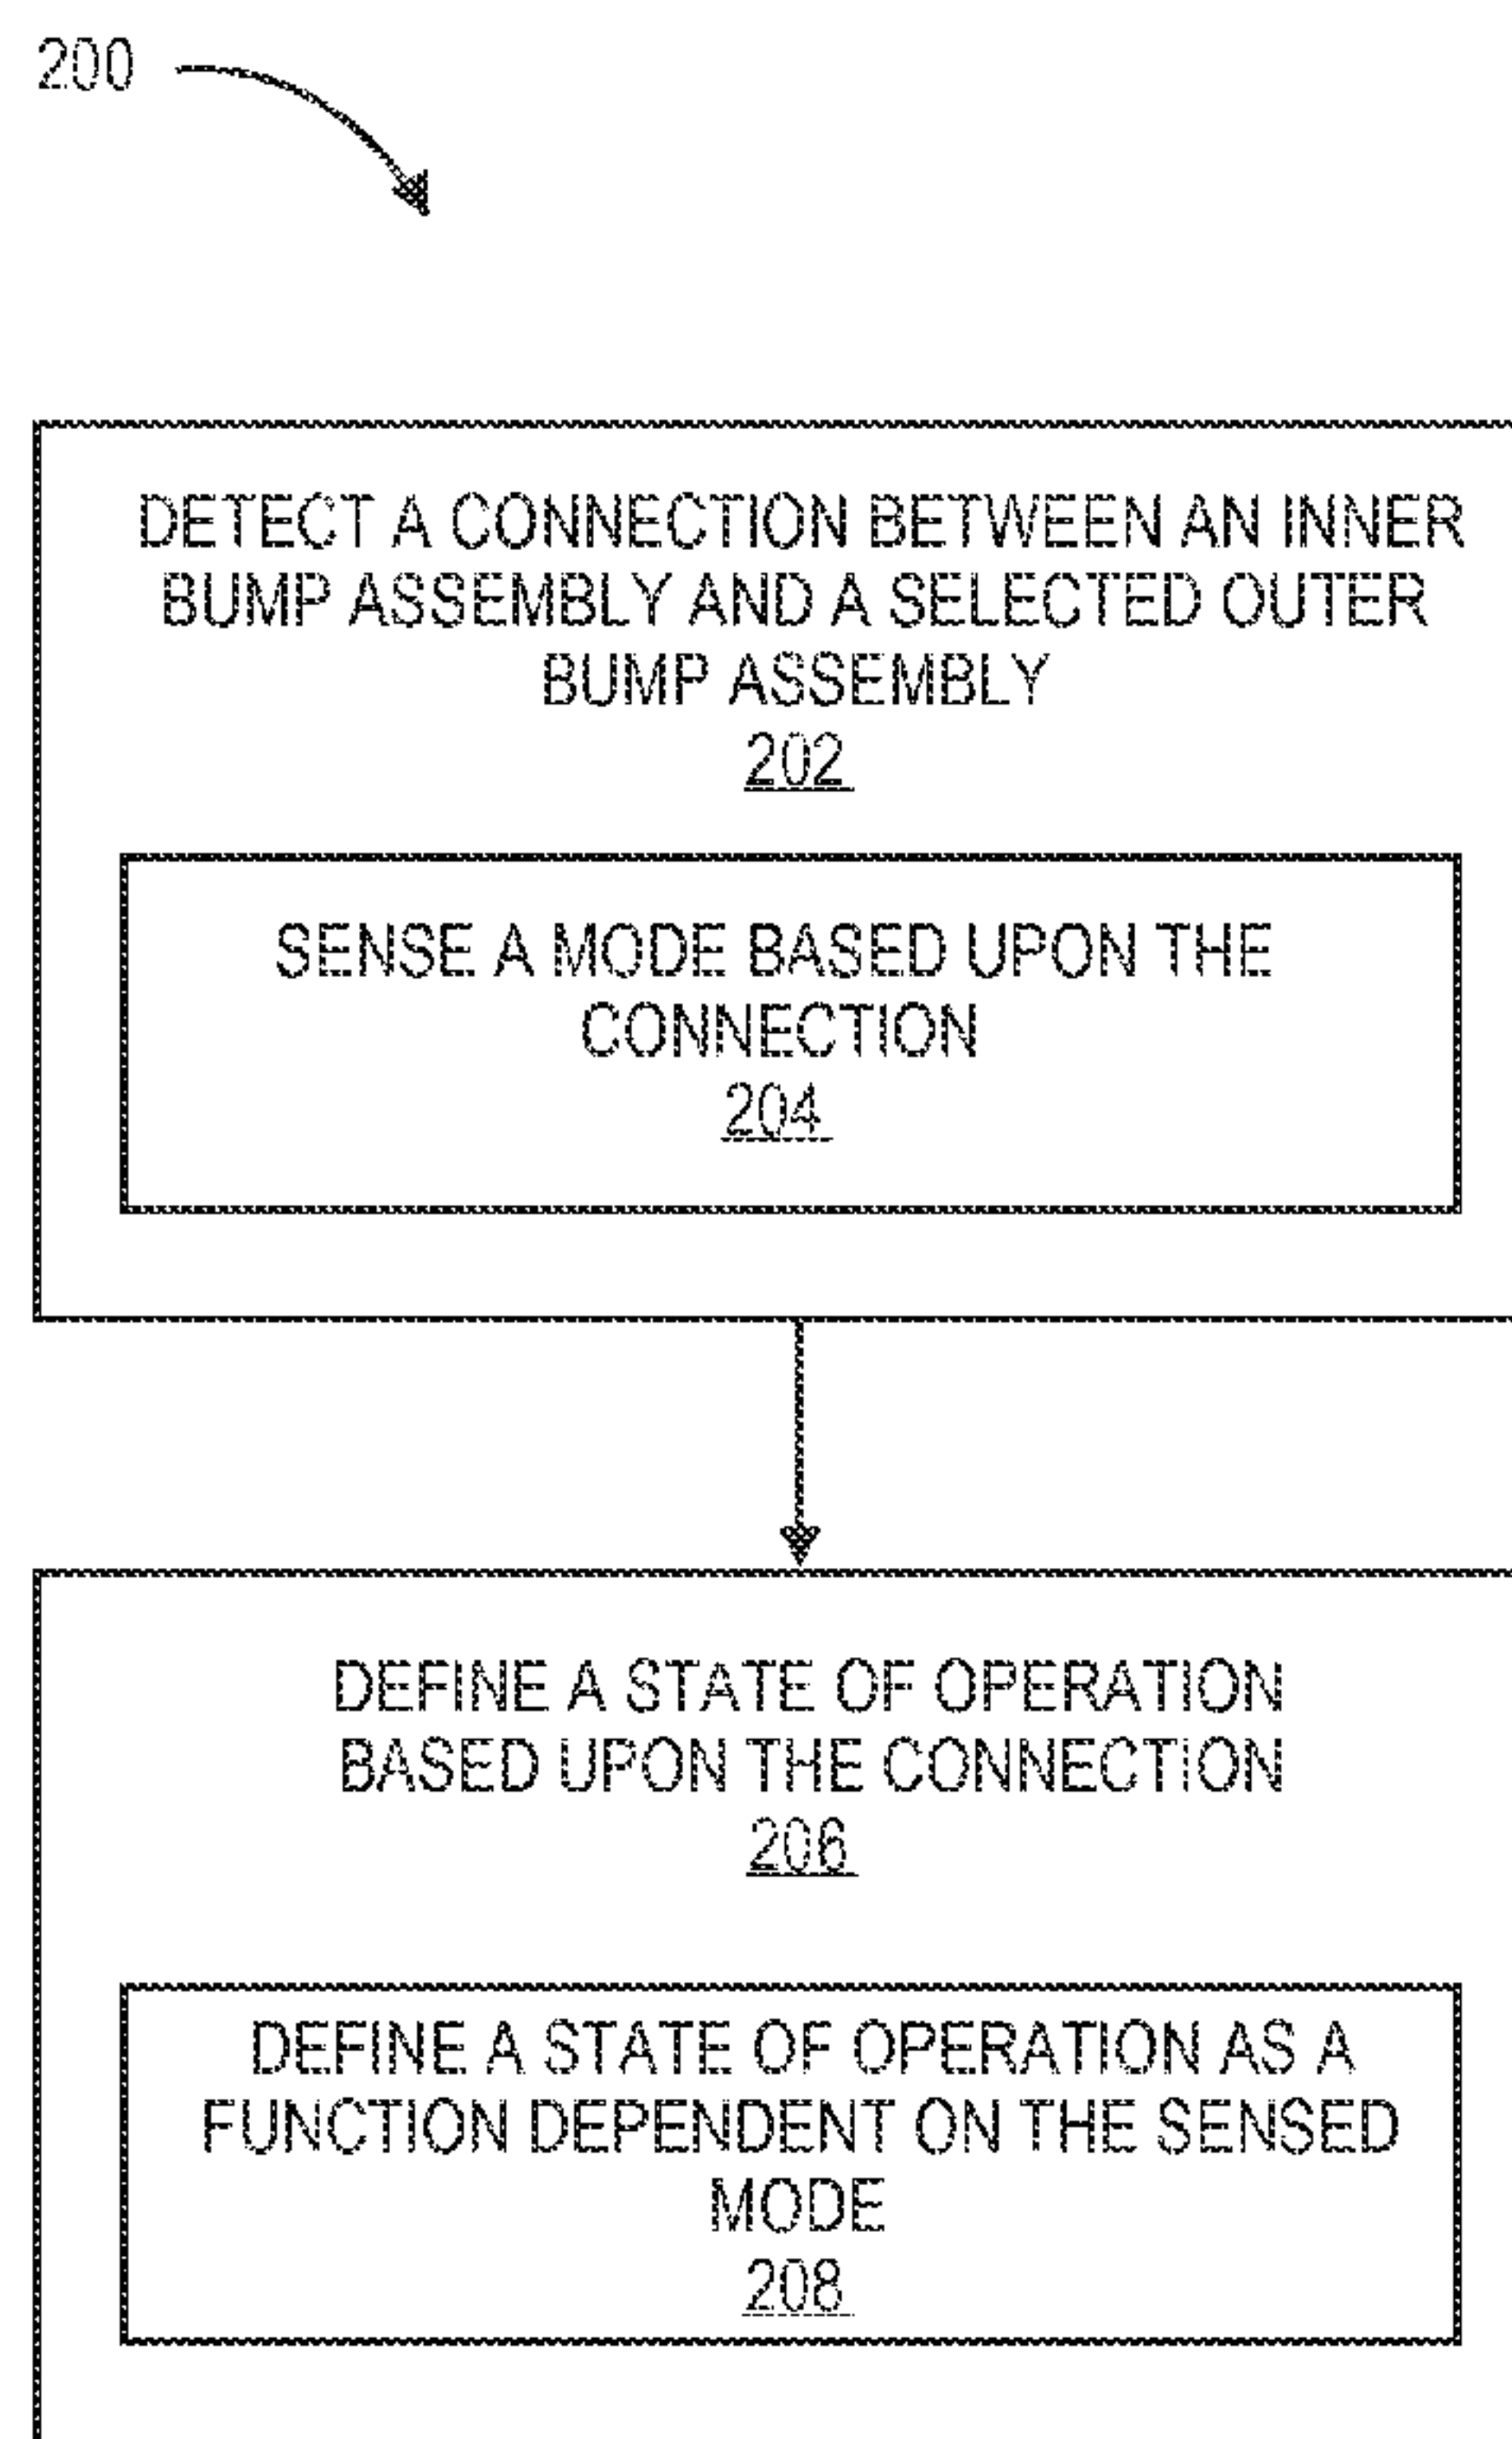 200
DETECT A CONNECTION BETWEEN AN INNER
BUMP ASSEMBLY AND A SELECTED OUTER
BUMP ASSEMBLY
202
SENSE A MODE BASED UPON THE
CONNECTION
204
DEFINE A STATE OF OPERATION
BASED UPON THE CONNECTION
206
DEFINE A STATE OF OPERATION AS A
FUNCTION DEPENDENT ON THE SENSED
MODE
208